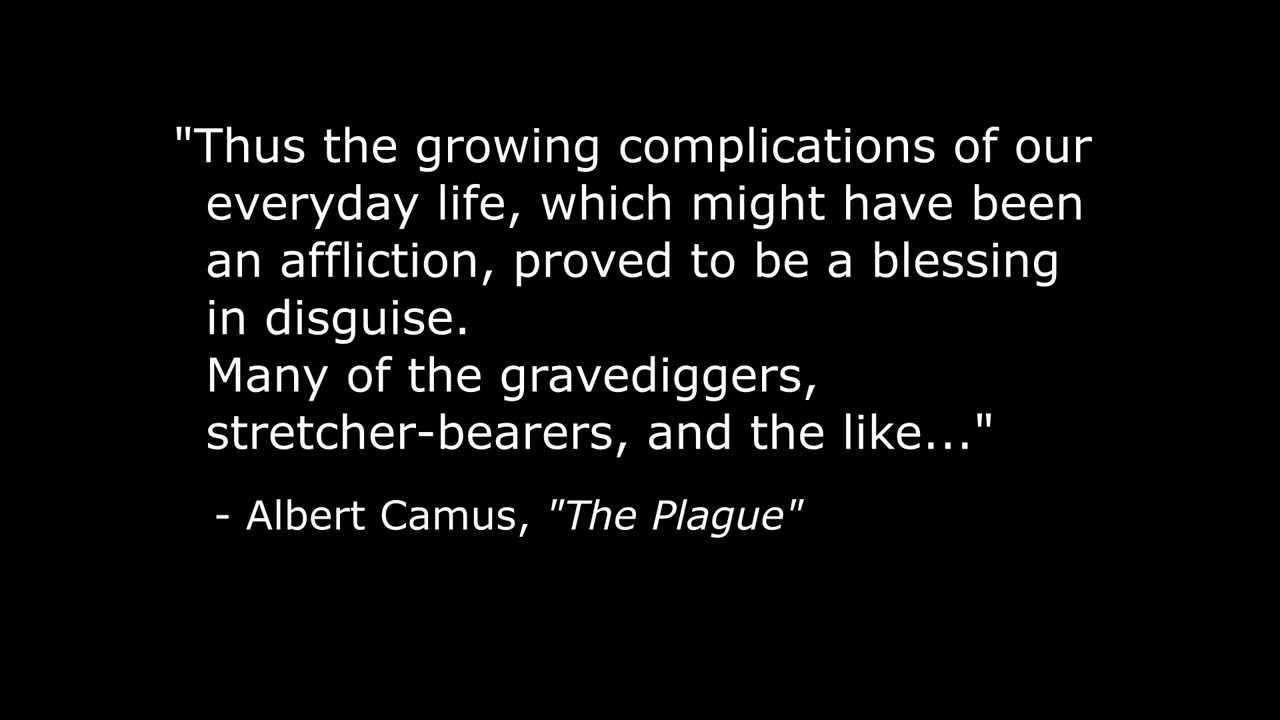 "Thus the growing complications of our
everyday life, which might have been
an affliction, proved to be a blessing
in disguise.
Many of the gravediggers,
stretcher-bearers, and the like..."
- Albert Camus, "The Plague"